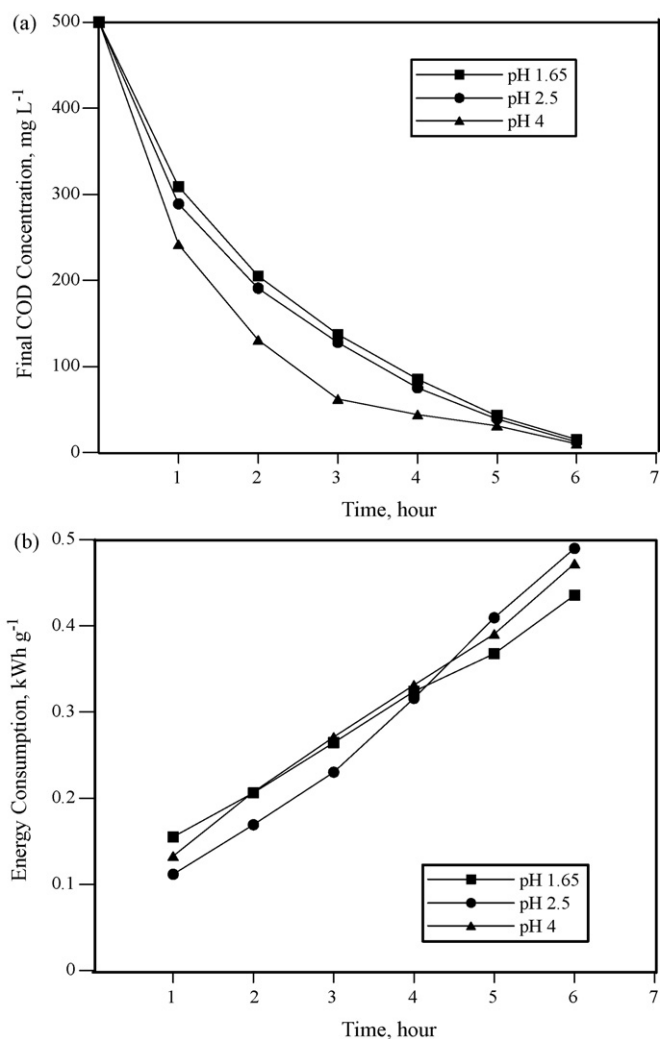 (a)
500
400
300
200
100
0
Final COD Concentration, mg L⁻¹
pH 1.65
pH 2.5
pH 4
1 2 3 4 5 6 7
Time, hour
(b)
0.5
0.4
0.3
0.2
0.1
0
Energy Consumption, kWh g⁻¹
pH 1.65
pH 2.5
pH 4
1 2 3 4 5 6 7
Time, hour